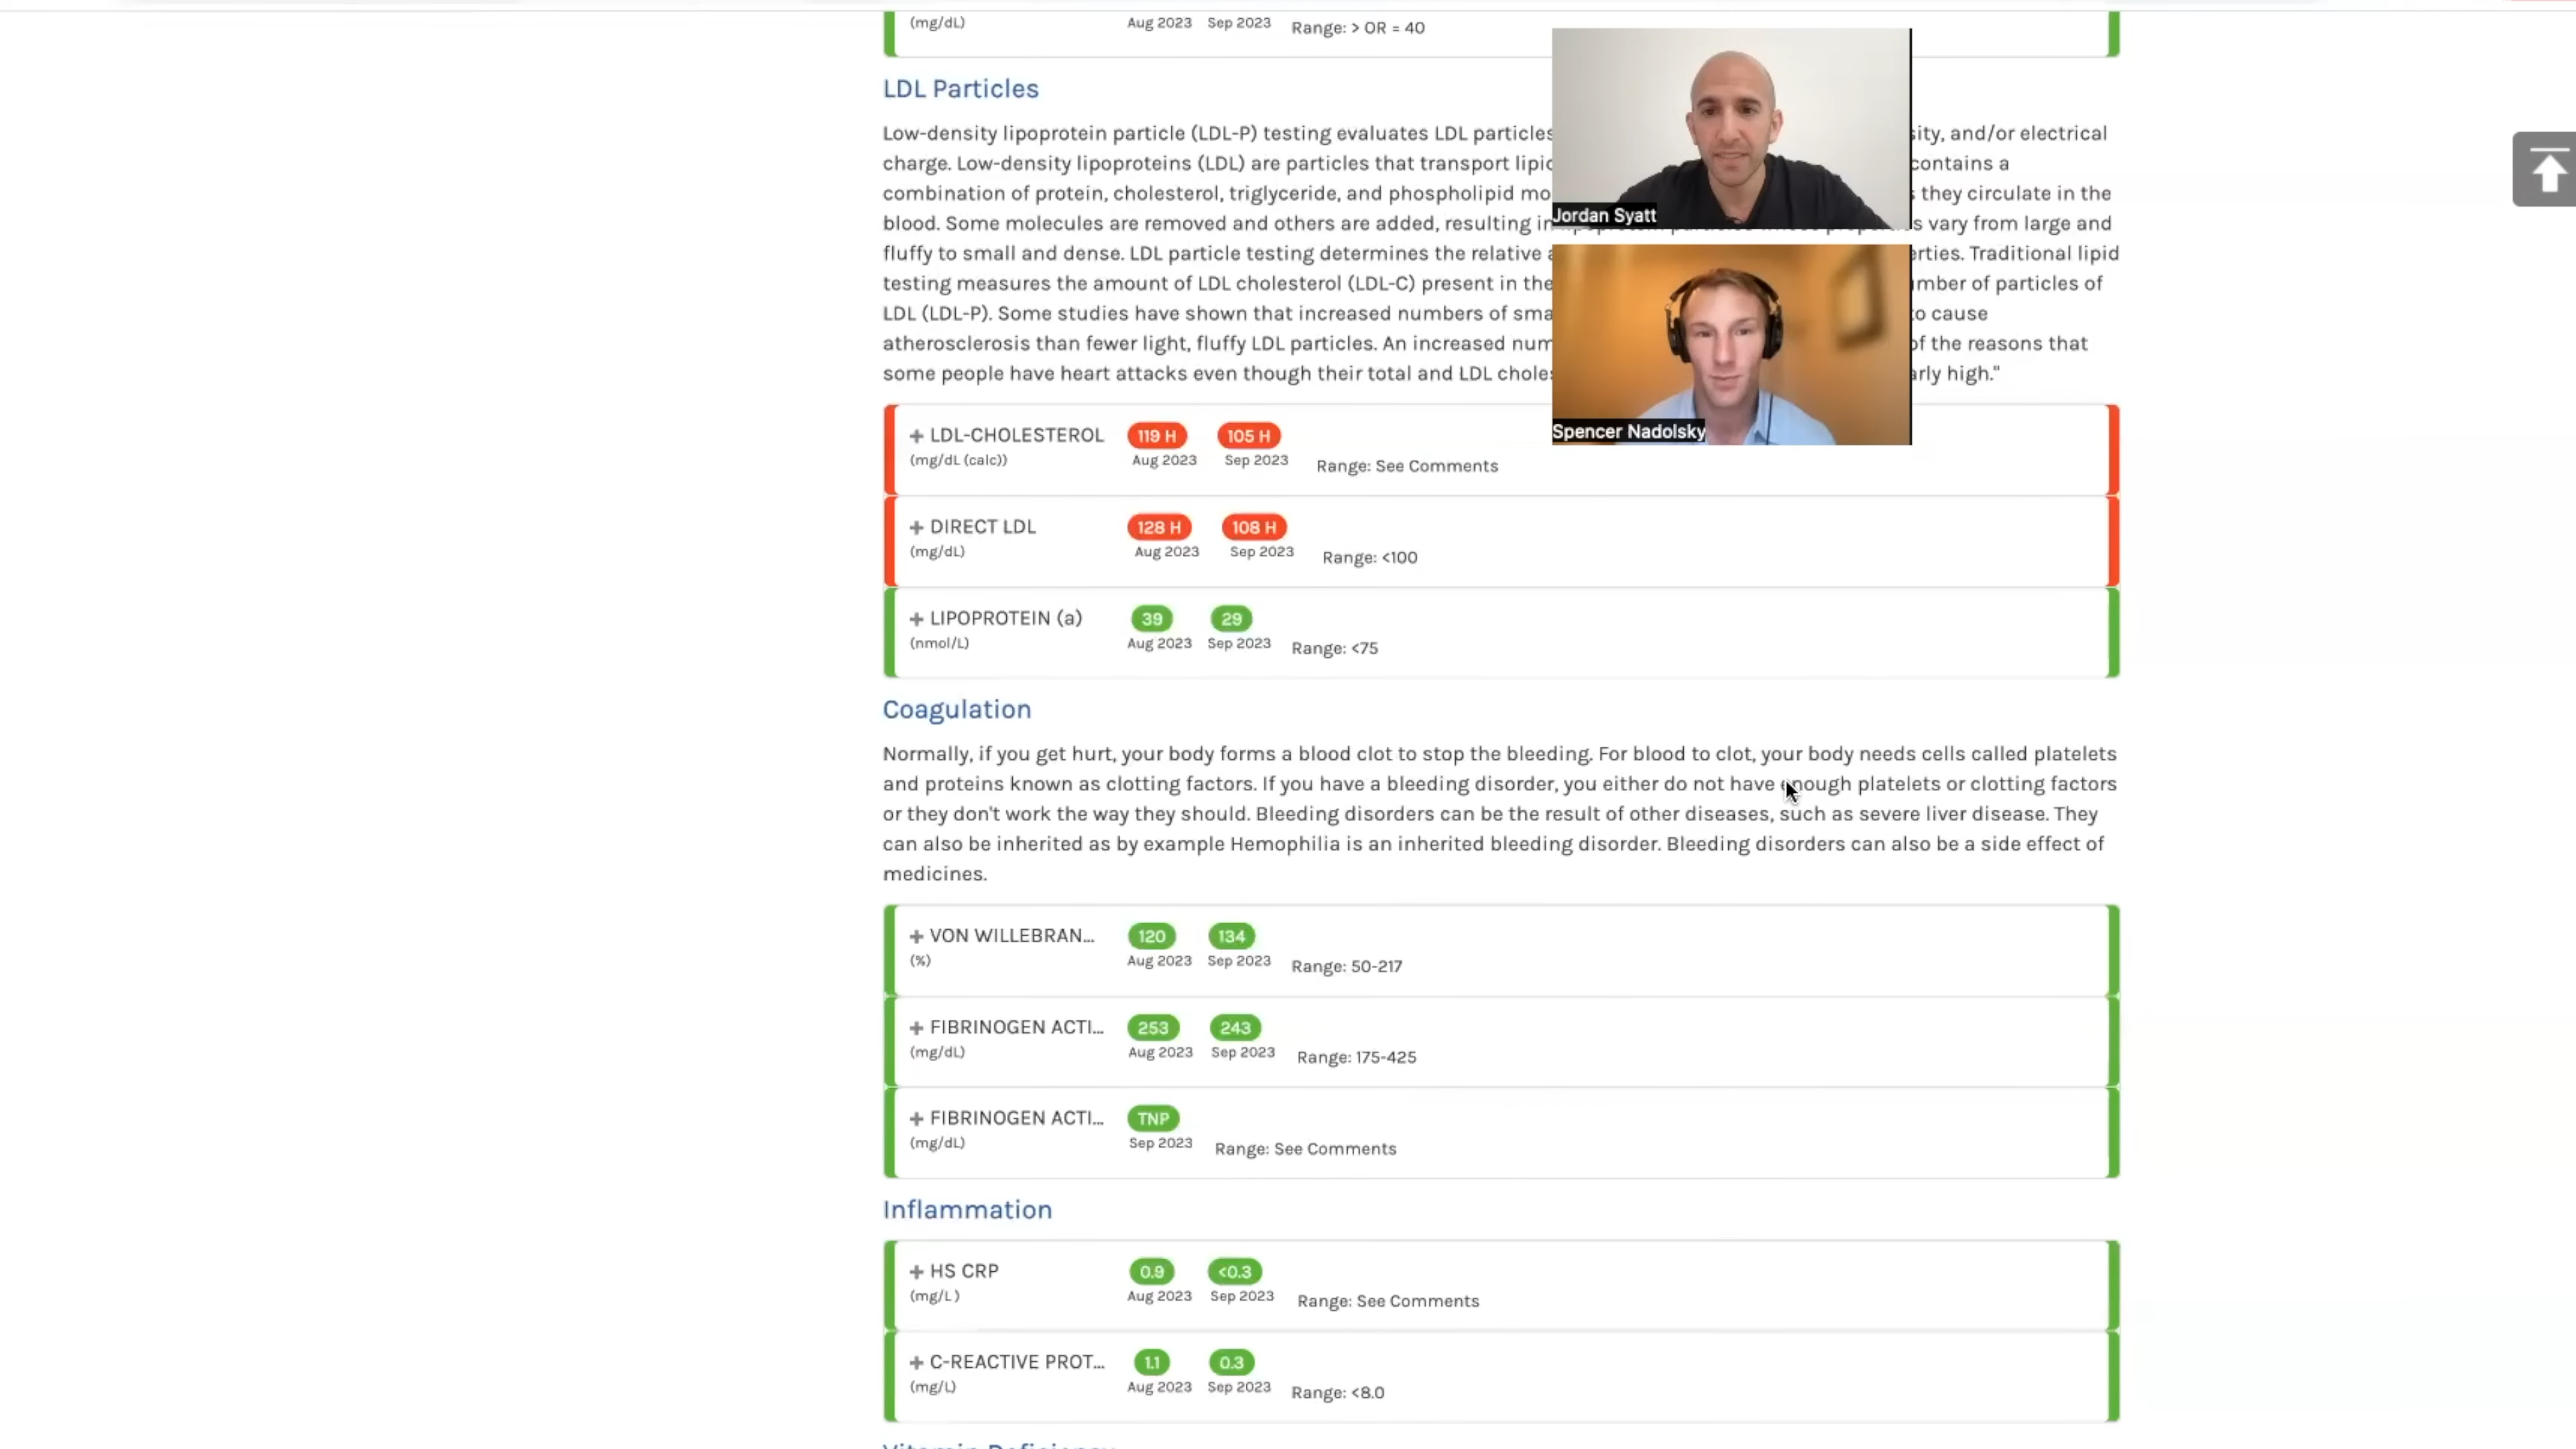 (mg/dL) Aug 2023 Sep 2023 Range: > OR = 40
LDL Particles
Low-density lipoprotein particle (LDL-P) testing evaluates LDL particles sity, and/or electrical
charge. Low-density lipoproteins (LDL) are particles that transport lipi contains a
combination of protein, cholesterol, triglyceride, and phospholipid mo they circulate in the
blood. Some molecules are removed and others are added, resulting in vary from large and
fluffy to small and dense. LDL particle testing determines the relative erties. Traditional lipid
testing measures the amount of LDL cholesterol (LDL-C) present in the mber of particles of
LDL (LDL-P). Some studies have shown that increased numbers of sma to cause
atherosclerosis than fewer light, fluffy LDL particles. An increased num of the reasons that
some people have heart attacks even though their total and LDL chole arly high."
Jordan Syatt
Spencer Nadolsky
+ LDL-CHOLESTEROL 119 H 105 H
(mg/dL (calc)) Aug 2023 Sep 2023 Range: See Comments
+ DIRECT LDL 128 H 108 H
(mg/dL) Aug 2023 Sep 2023 Range: <100
+ LIPOPROTEIN (a) 39 29
(nmol/L) Aug 2023 Sep 2023 Range: <75
Coagulation
Normally, if you get hurt, your body forms a blood clot to stop the bleeding. For blood to clot, your body needs cells called platelets
and proteins known as clotting factors. If you have a bleeding disorder, you either do not have enough platelets or clotting factors
or they don't work the way they should. Bleeding disorders can be the result of other diseases, such as severe liver disease. They
can also be inherited as by example Hemophilia is an inherited bleeding disorder. Bleeding disorders can also be a side effect of
medicines.
+ VON WILLEBRAN... 120 134
(%) Aug 2023 Sep 2023 Range: 50-217
+ FIBRINOGEN ACTI... 253 243
(mg/dL) Aug 2023 Sep 2023 Range: 175-425
+ FIBRINOGEN ACTI... TNP
(mg/dL) Sep 2023 Range: See Comments
Inflammation
+ HS CRP 0.9 <0.3
(mg/L ) Aug 2023 Sep 2023 Range: See Comments
+ C-REACTIVE PROT... 1.1 0.3
(mg/L) Aug 2023 Sep 2023 Range: <8.0